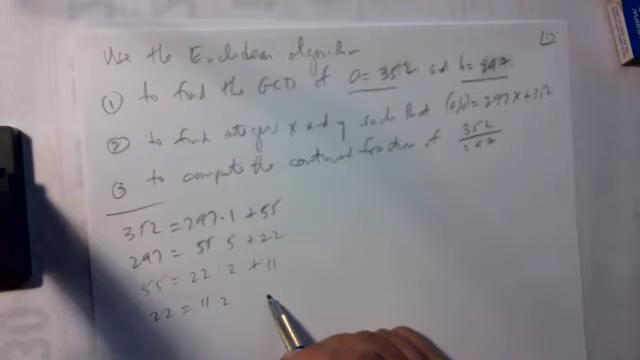 Use the Euclidean algorithm
① to find the GCD of a=352 and b=297
② to find integers x and y such that (a,b)=297x+352
③ to compute the continued fraction of 352/297
352 = 297·1 +55
297 = 55 5 +22
55 = 22·2 +11
22 = 11 2